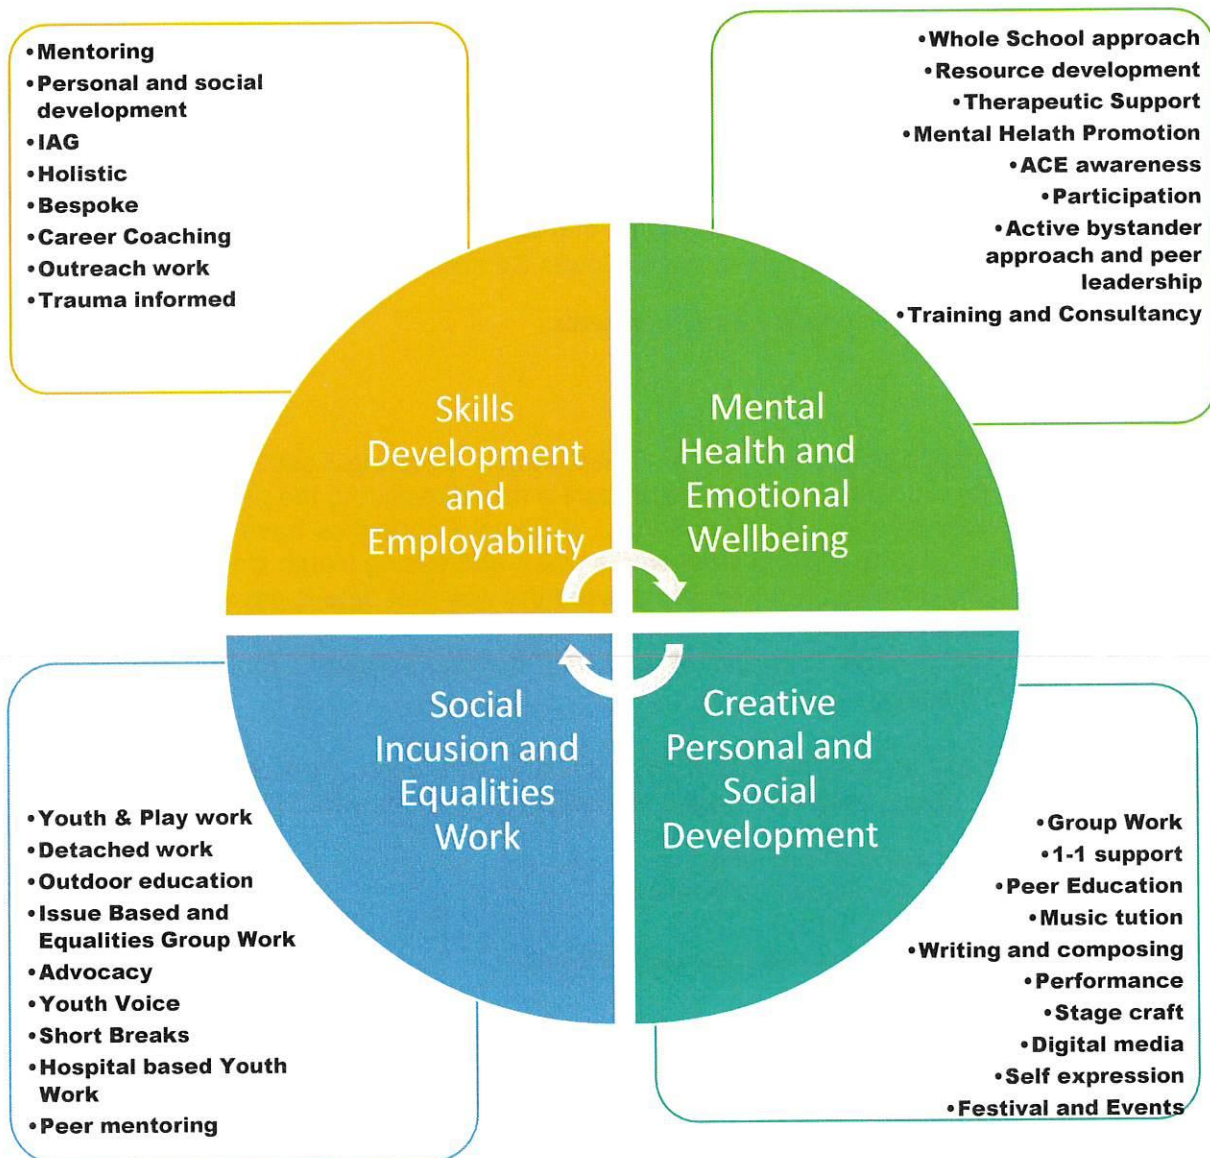 •Mentoring
•Personal and social
development
•IAG
•Holistic
•Bespoke
•Career Coaching
•Outreach work
•Trauma informed
•Whole School approach
•Resource development
•Therapeutic Support
•Mental Helath Promotion
•ACE awareness
•Participation
•Active bystander
approach and peer
leadership
•Training and Consultancy
Skills
Development
and
Employability
Mental
Health and
Emotional
Wellbeing
Social
Incusion and
Equalities
Work
Creative
Personal and
Social
Development
•Youth & Play work
•Detached work
•Outdoor education
•Issue Based and
Equalities Group Work
•Advocacy
•Youth Voice
•Short Breaks
•Hospital based Youth
Work
•Peer mentoring
•Group Work
•1-1 support
•Peer Education
•Music tution
•Writing and composing
•Performance
•Stage craft
•Digital media
•Self expression
•Festival and Events